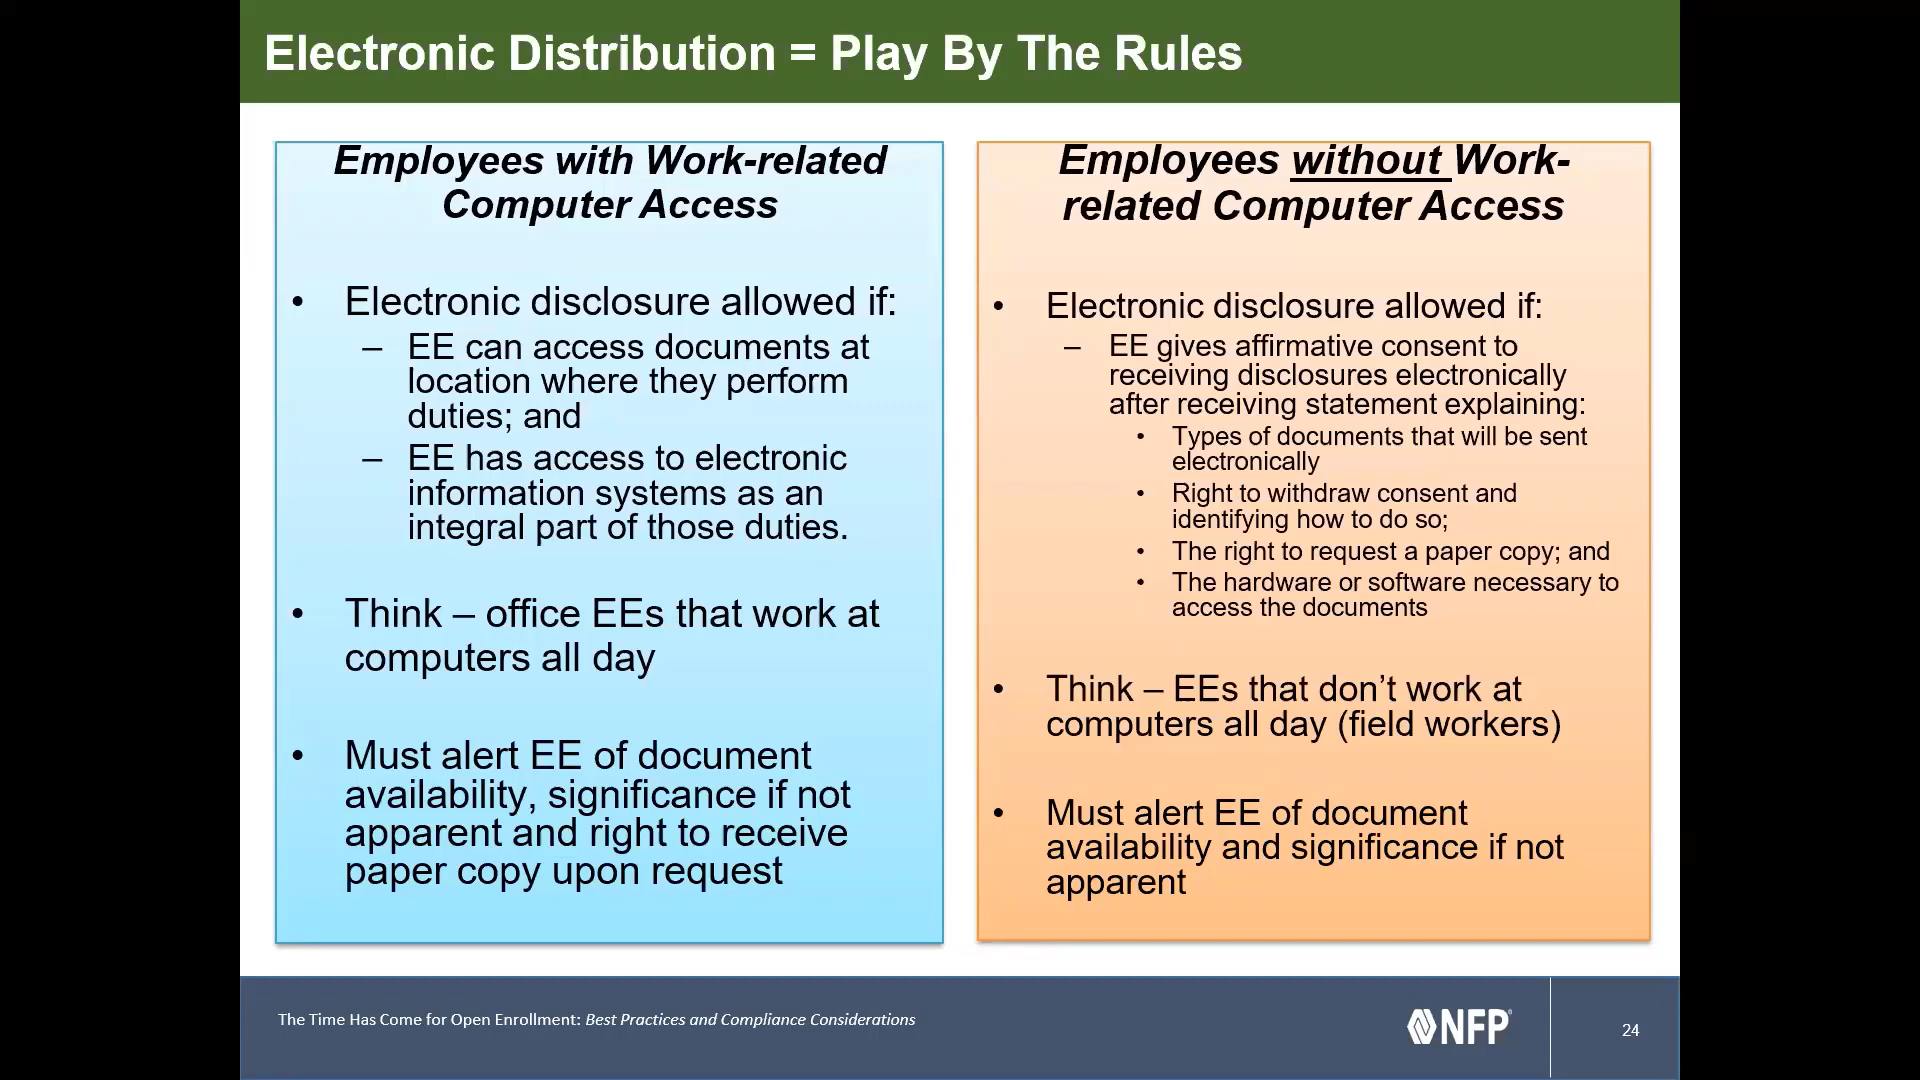 Electronic Distribution = Play By The Rules
Employees with Work-related
Computer Access
• Electronic disclosure allowed if:
– EE can access documents at
location where they perform
duties; and
– EE has access to electronic
information systems as an
integral part of those duties.
• Think – office EEs that work at
computers all day
• Must alert EE of document
availability, significance if not
apparent and right to receive
paper copy upon request
Employees without Work-
related Computer Access
• Electronic disclosure allowed if:
– EE gives affirmative consent to
receiving disclosures electronically
after receiving statement explaining:
• Types of documents that will be sent
electronically
• Right to withdraw consent and
identifying how to do so;
• The right to request a paper copy; and
• The hardware or software necessary to
access the documents
• Think – EEs that don’t work at
computers all day (field workers)
• Must alert EE of document
availability and significance if not
apparent
The Time Has Come for Open Enrollment: Best Practices and Compliance Considerations
NFP
24